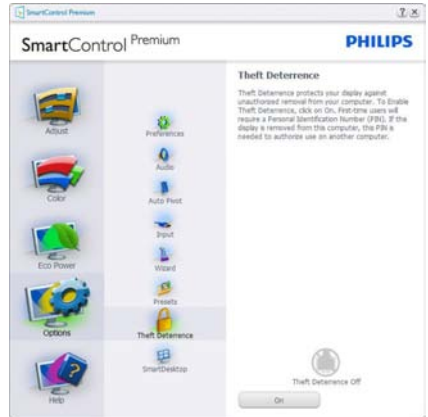 SmartControl Premium
SmartControl Premium
PHILIPS
Adjust
Color
Eco Power
Options
Help
Preferences
Audio
Auto Pivot
Input
Wizard
Presets
Theft Deterrence
SmartDesktop
Theft Deterrence
Theft Deterrence protects your display against
unauthorized removal from your computer. To Enable
Theft Deterrence, click on On. First-time users will
require a Personal Identification Number (PIN). If the
display is removed from this computer, this PIN is
needed to authorize use on another computer.
Theft Deterrence Off
On